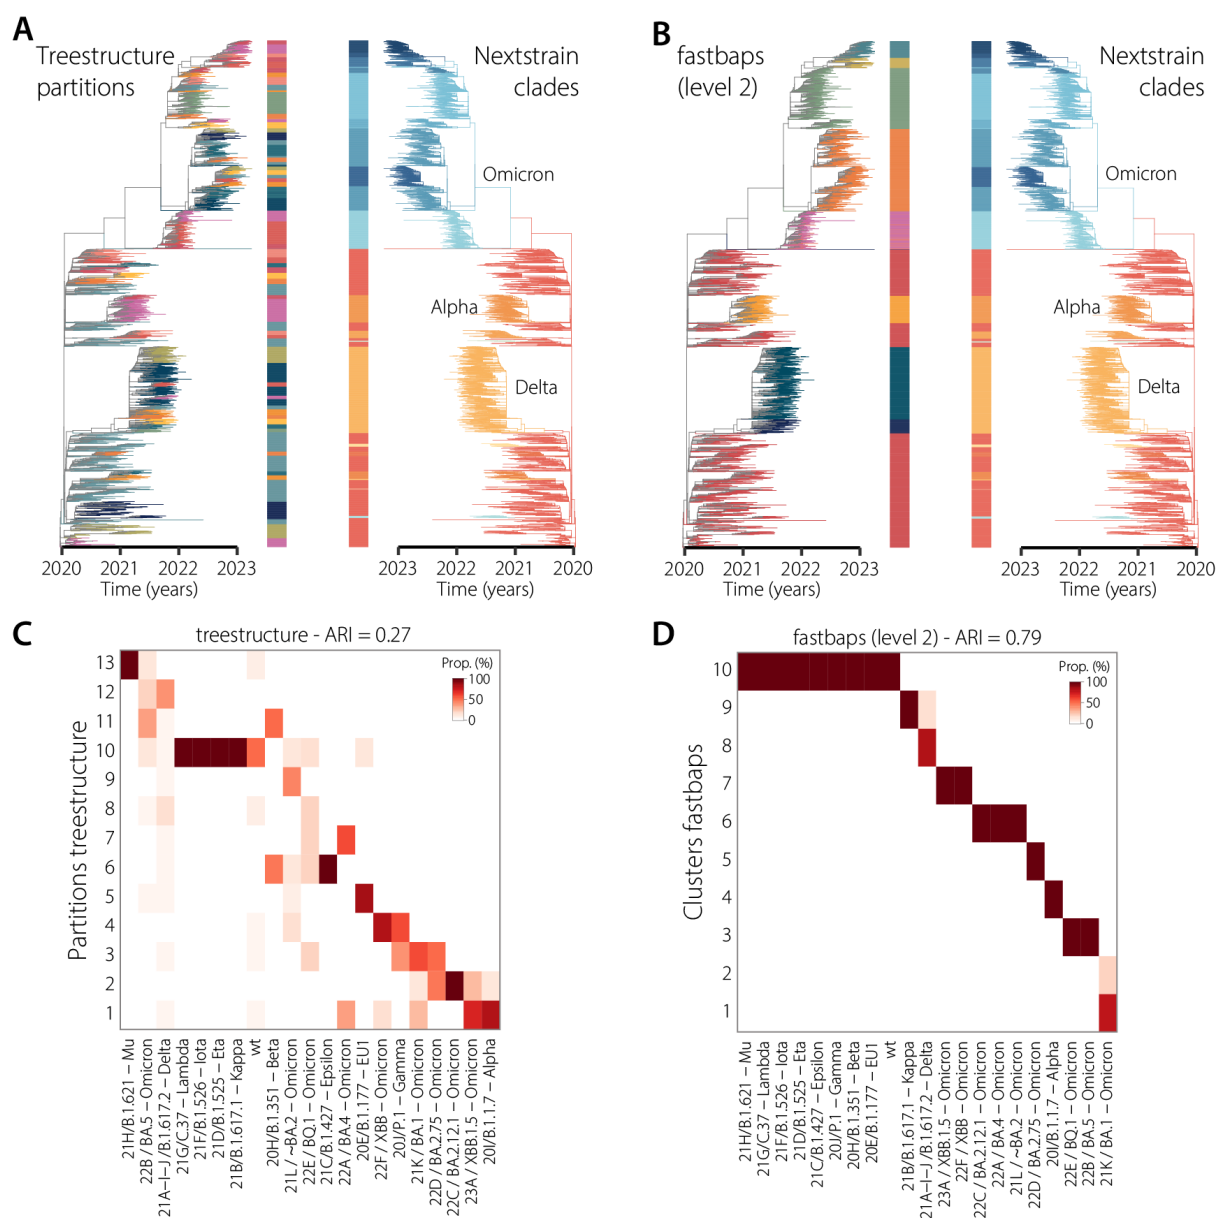 A
Treestructure
partitions
Nextstrain
clades
Omicron
Alpha
Delta
2020
2021
2022
2023
Time (years)
2023
2022
2021
2020
Time (years)
B
fastbaps
(level 2)
Nextstrain
clades
Omicron
Alpha
Delta
2020
2021
2022
2023
Time (years)
2023
2022
2021
2020
Time (years)
C
treestructure - ARI = 0.27
Prop. (%)
100
50
0
Partitions treestructure
13
12
11
10
9
8
7
6
5
4
3
2
1
21H/B.1.621 – Mu
22B / BA.5 – Omicron
21A–I–J /B.1.617.2 – Delta
21G/C.37 – Lambda
21F/B.1.526 – Iota
21D/B.1.525 – Eta
21B/B.1.617.1 – Kappa
wt
20H/B.1.351 – Beta
21L / ~BA.2 – Omicron
22E / BQ.1 – Omicron
21C/B.1.427 – Epsilon
22A / BA.4 – Omicron
20E/B.1.177 – EU1
22F / XBB – Omicron
20J/P.1 – Gamma
21K / BA.1 – Omicron
22D / BA.2.75 – Omicron
22C / BA.2.12.1 – Omicron
23A / XBB.1.5 – Omicron
20I/B.1.1.7 – Alpha
D
fastbaps (level 2) - ARI = 0.79
Prop. (%)
100
50
0
Clusters fastbaps
10
9
8
7
6
5
4
3
2
1
21H/B.1.621 – Mu
21G/C.37 – Lambda
21F/B.1.526 – Iota
21D/B.1.525 – Eta
21C/B.1.427 – Epsilon
20J/P.1 – Gamma
20H/B.1.351 – Beta
20E/B.1.177 – EU1
wt
21B/B.1.617.1 – Kappa
21A–I–J/B.1.617.2 – Delta
23A / XBB.1.5 – Omicron
22F / XBB – Omicron
22C / BA.2.12.1 – Omicron
22A / BA.4 – Omicron
21L / ~BA.2 – Omicron
22D / BA.2.75 – Omicron
20I/B.1.1.7 – Alpha
22E / BQ.1 – Omicron
22B / BA.5 – Omicron
21K / BA.1 – Omicron